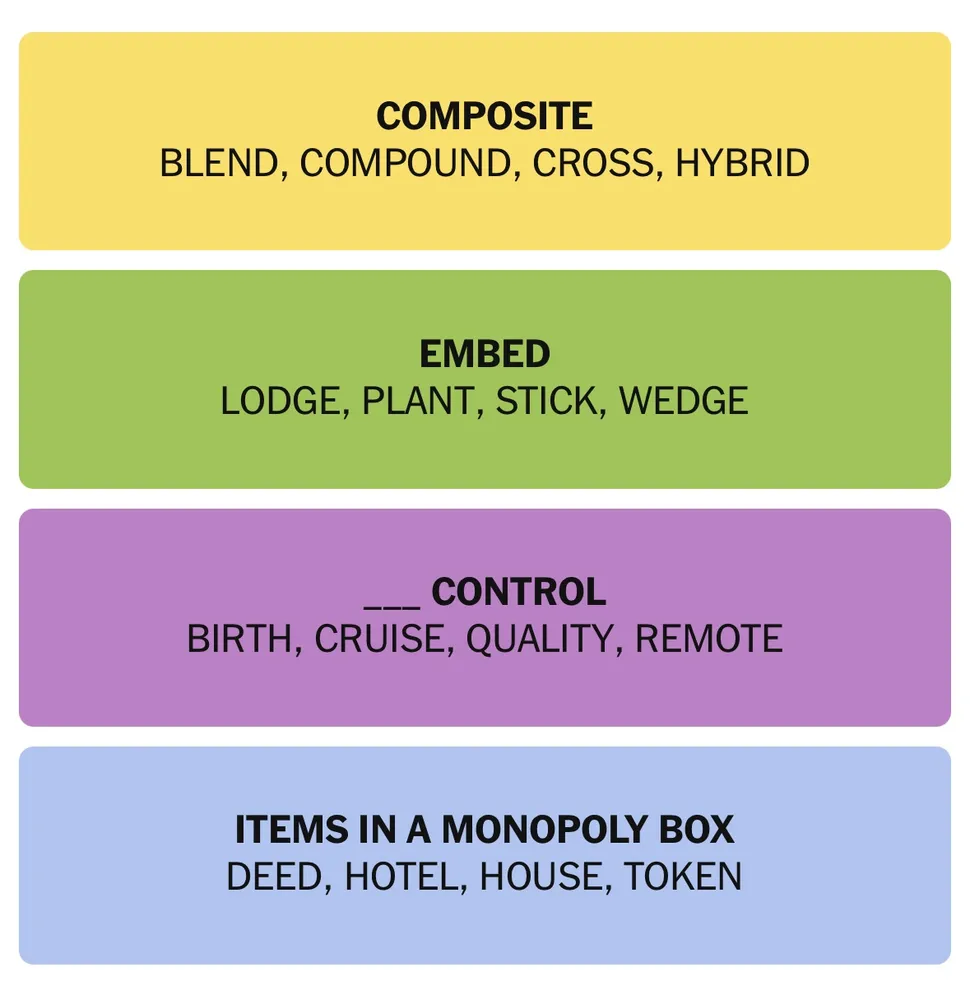 COMPOSITE
BLEND, COMPOUND, CROSS, HYBRID
EMBED
LODGE, PLANT, STICK, WEDGE
___ CONTROL
BIRTH, CRUISE, QUALITY, REMOTE
ITEMS IN A MONOPOLY BOX
DEED, HOTEL, HOUSE, TOKEN